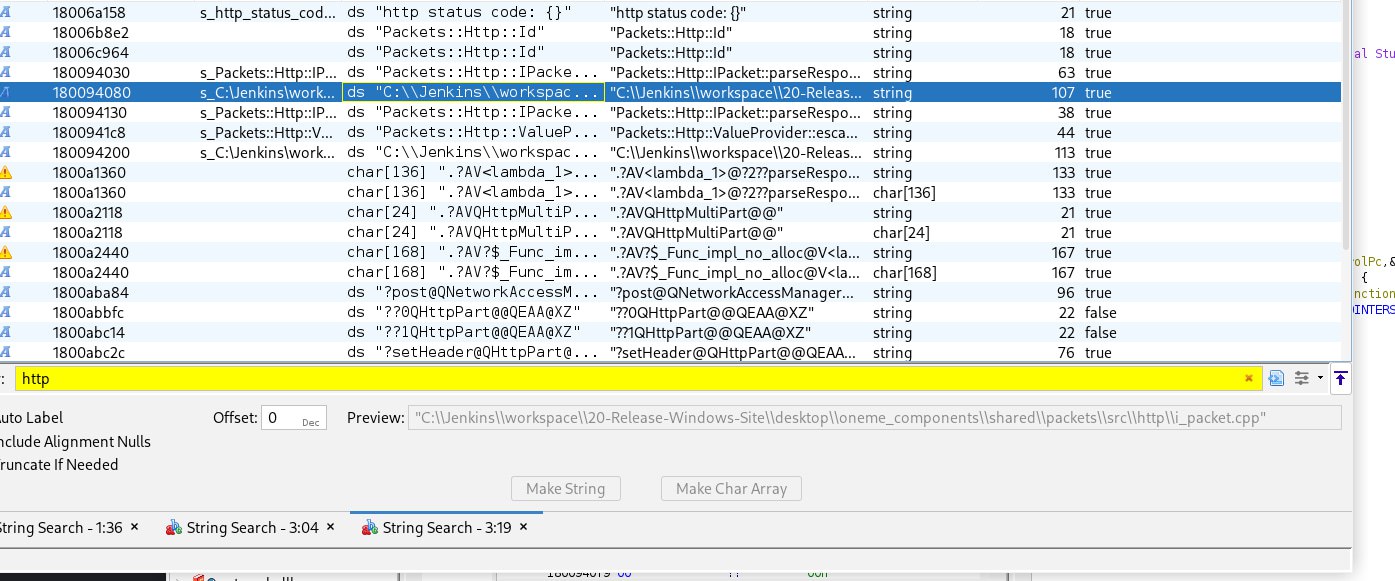 18006a158 s_http_status_cod... ds "http status code: {}" "http status code: {}" string 21 true
18006b8e2 ds "Packets::Http::Id" "Packets::Http::Id" string 18 true
18006c964 ds "Packets::Http::Id" "Packets::Http::Id" string 18 true
180094030 s_Packets::Http::IP... ds "Packets::Http::IPacke... "Packets::Http::IPacket::parseRespo... string 63 true
180094080 s_C:\Jenkins\work... ds "C:\\Jenkins\\workspac... "C:\\Jenkins\\workspace\\20-Releas... string 107 true
180094130 s_Packets::Http::IP... ds "Packets::Http::IPacke... "Packets::Http::IPacket::parseRespo... string 38 true
1800941c8 s_Packets::Http::V... ds "Packets::Http::ValueP... "Packets::Http::ValueProvider::esca... string 44 true
180094200 s_C:\Jenkins\work... ds "C:\\Jenkins\\workspac... "C:\\Jenkins\\workspace\\20-Releas... string 113 true
1800a1360 char[136] ".?AV<lambda_1>... ".?AV<lambda_1>@?2??parseRespo... string 133 true
1800a1360 char[136] ".?AV<lambda_1>... ".?AV<lambda_1>@?2??parseRespo... char[136] 133 true
1800a2118 char[24] ".?AVQHttpMultiP... ".?AVQHttpMultiPart@@" string 21 true
1800a2118 char[24] ".?AVQHttpMultiP... ".?AVQHttpMultiPart@@" char[24] 21 true
1800a2440 char[168] ".?AV?$_Func_im... ".?AV?$_Func_impl_no_alloc@V<la... string 167 true
1800a2440 char[168] ".?AV?$_Func_im... ".?AV?$_Func_impl_no_alloc@V<la... char[168] 167 true
1800aba84 ds "?post@QNetworkAccessM... "?post@QNetworkAccessManager... string 96 true
1800abbfc ds "??0QHttpPart@@QEAA@XZ" "??0QHttpPart@@QEAA@XZ" string 22 false
1800abc14 ds "??1QHttpPart@@QEAA@XZ" "??1QHttpPart@@QEAA@XZ" string 22 true
1800abc2c ds "?setHeader@QHttpPart@... "?setHeader@QHttpPart@@QEAA... string 76 true
al Stu
olPc,&
{
nction
OINTERS
: http
uto Label Offset: 0 Dec Preview: "C:\\Jenkins\\workspace\\20-Release-Windows-Site\\desktop\\oneme_components\\shared\\packets\\src\\http\\i_packet.cpp"
nclude Alignment Nulls
runcate If Needed
Make String Make Char Array
String Search - 1:36 String Search - 3:04 String Search - 3:19